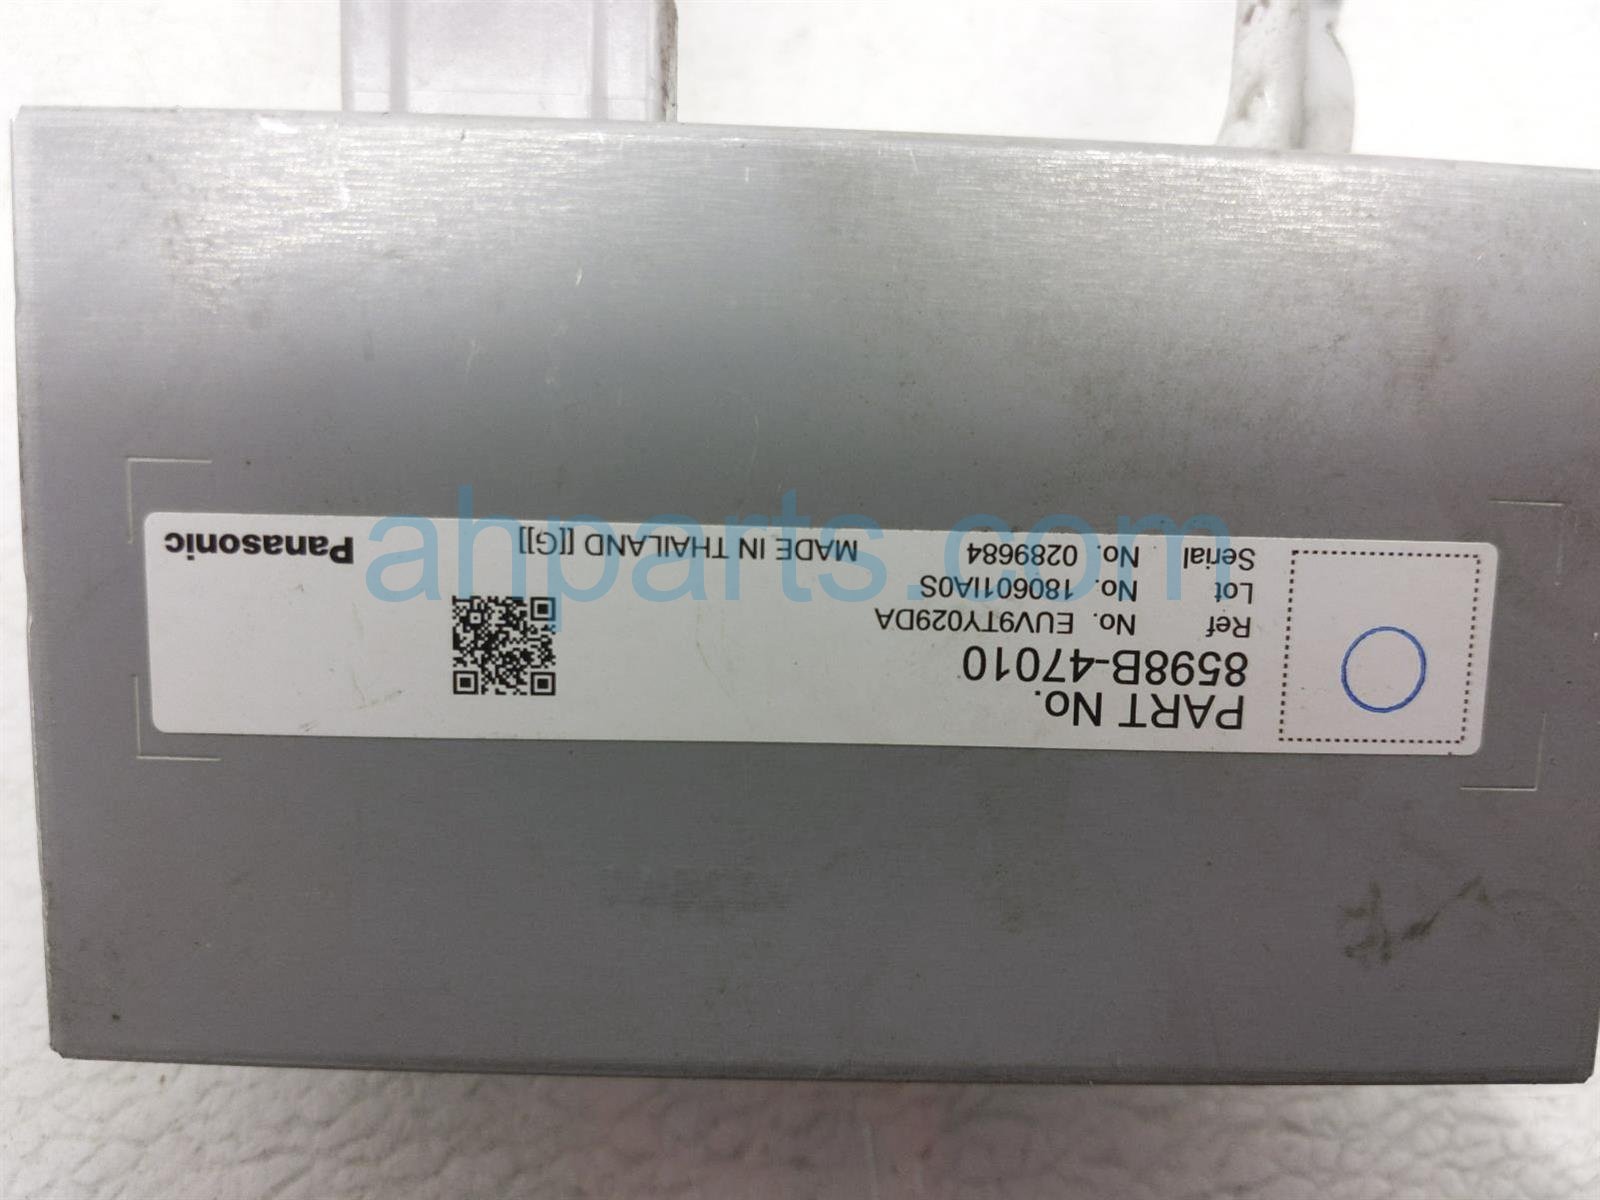 PART No.
8598B-47010
Ref No. EUV9TY029DA
Lot No. 180601IA0S
Serial No. 0289684
MADE IN THAILAND [[G]]
Panasonic
ahparts.com